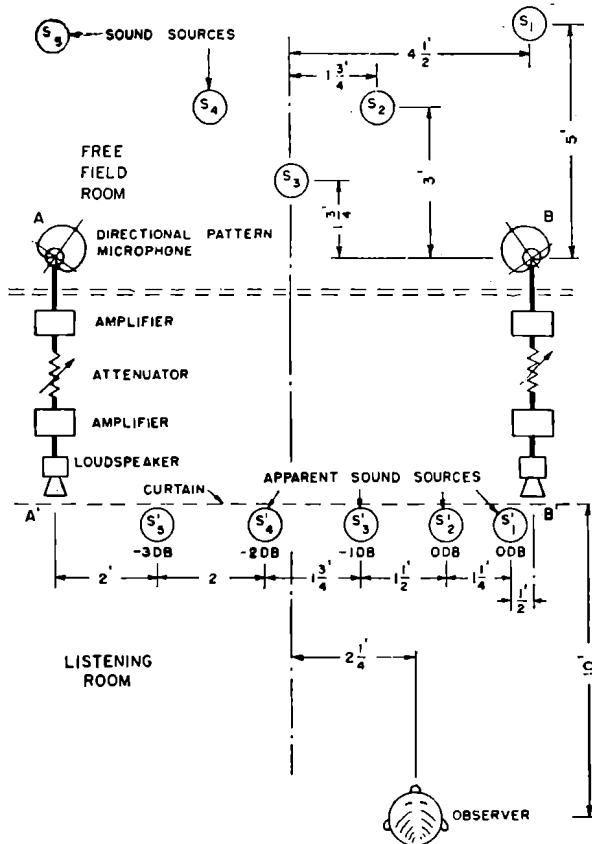 S5 SOUND SOURCES
S1
4 1/2'
1 3/4'
S4
S2
5'
3'
FREE
FIELD
ROOM
S3
1 3/4'
A
B
DIRECTIONAL PATTERN
MICROPHONE
AMPLIFIER
ATTENUATOR
AMPLIFIER
LOUDSPEAKER
APPARENT SOUND SOURCES
CURTAIN
A'
B'
S'5
S'4
S'3
S'2
S'1
-3DB
-2DB
-1DB
0DB
0DB
2'
2
1 3/4'
1 1/2'
1 1/4'
1/2'
LISTENING
ROOM
2 1/4'
10'
OBSERVER